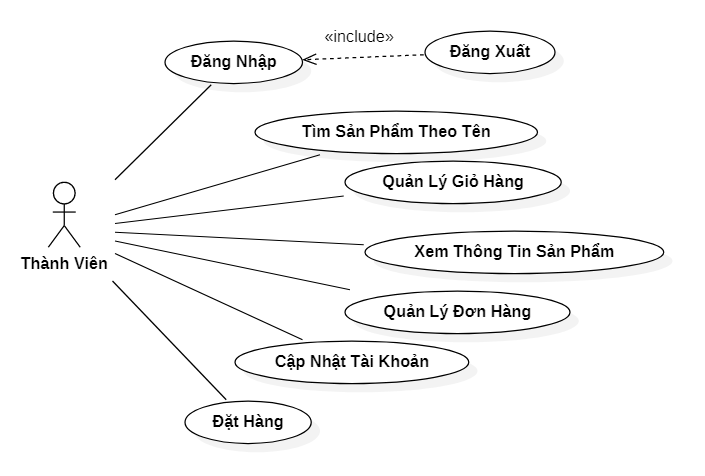 «include»
Đăng Nhập
Đăng Xuất
Tìm Sản Phẩm Theo Tên
Quản Lý Giỏ Hàng
Thành Viên
Xem Thông Tin Sản Phẩm
Quản Lý Đơn Hàng
Cập Nhật Tài Khoản
Đặt Hàng